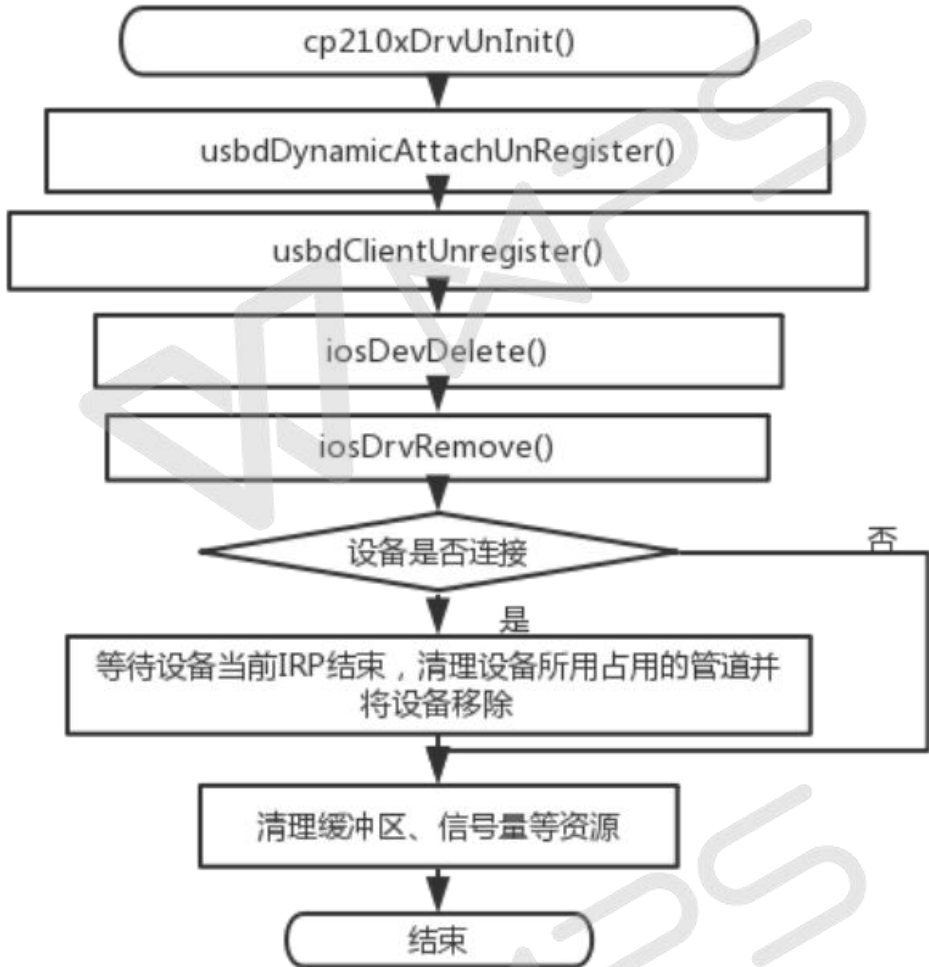 cp210xDrvUnInit()
usbdDynamicAttachUnRegister()
usbdClientUnregister()
iosDevDelete()
iosDrvRemove()
设备是否连接
否
是
等待设备当前IRP结束，清理设备所用占用的管道并
将设备移除
清理缓冲区、信号量等资源
结束
WPS